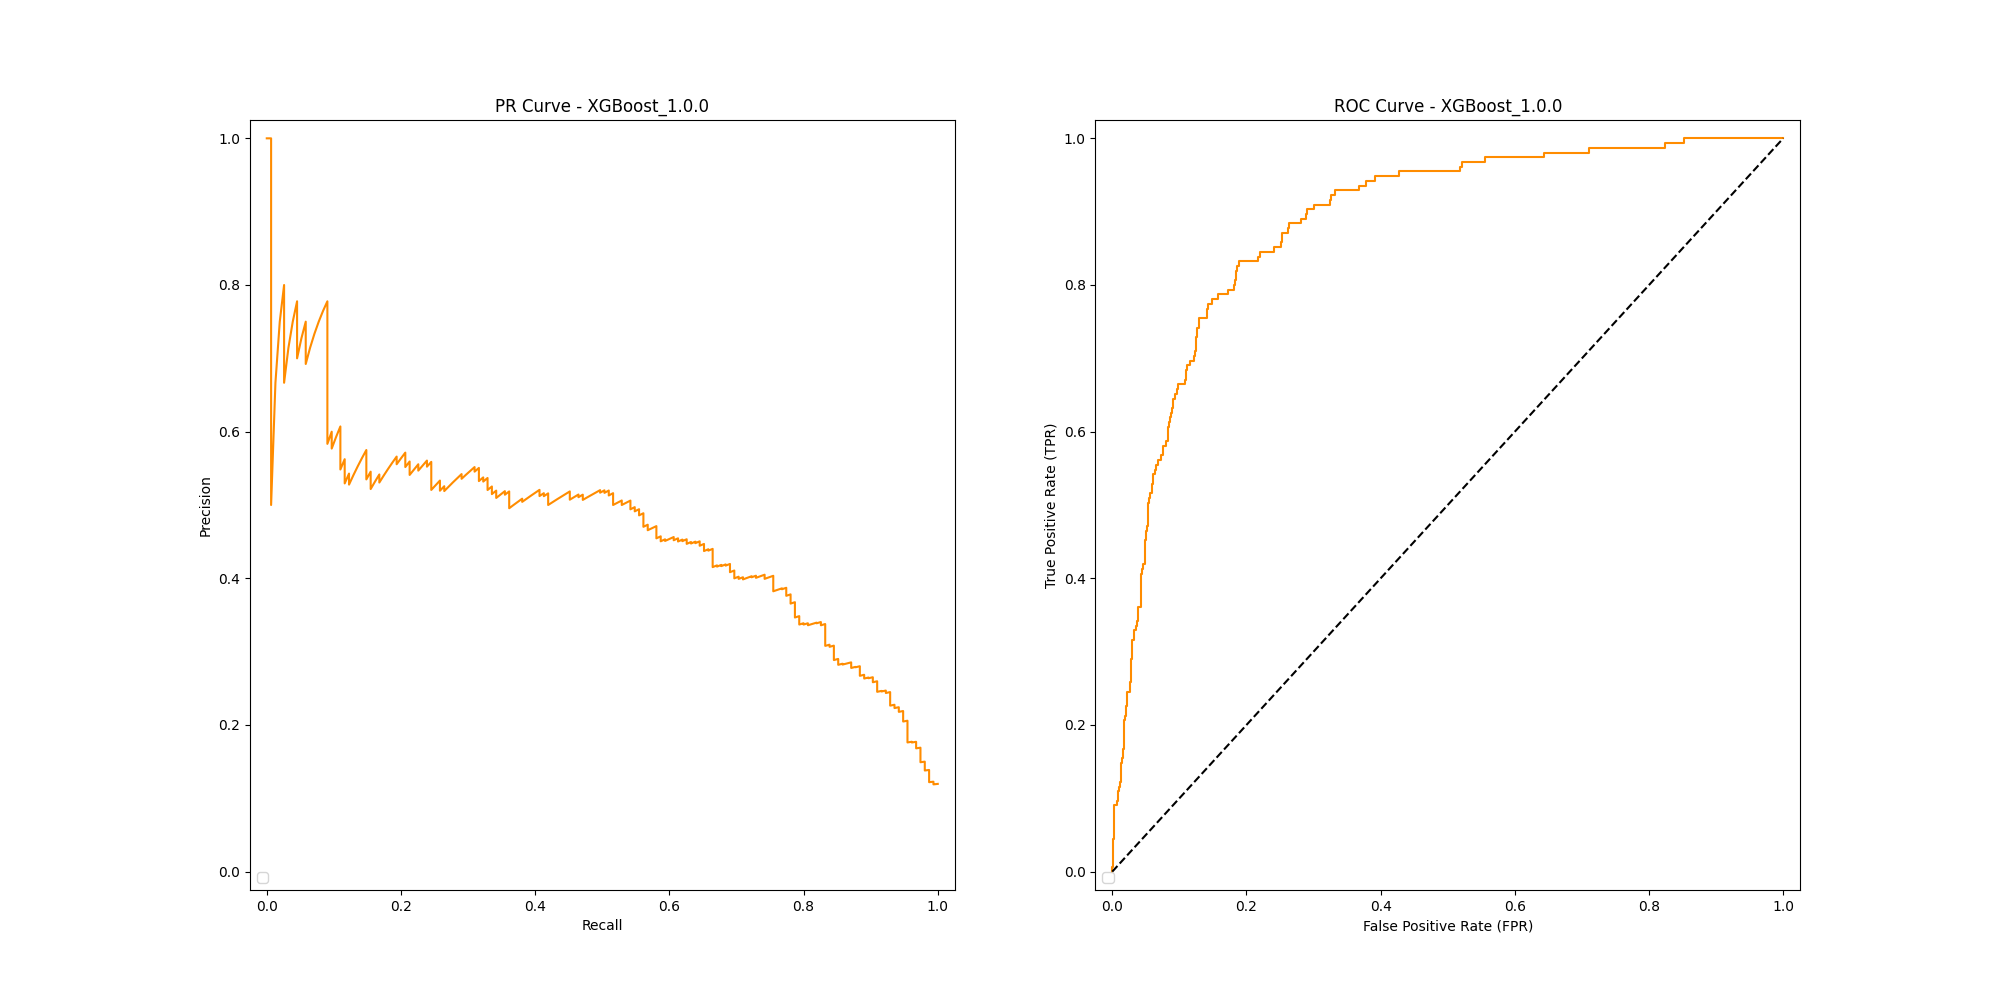 PR Curve - XGBoost_1.0.0
1.0
0.8
0.6
0.4
0.2
0.0
Precision
0.0 0.2 0.4 0.6 0.8 1.0
Recall
ROC Curve - XGBoost_1.0.0
1.0
0.8
0.6
0.4
0.2
0.0
True Positive Rate (TPR)
0.0 0.2 0.4 0.6 0.8 1.0
False Positive Rate (FPR)